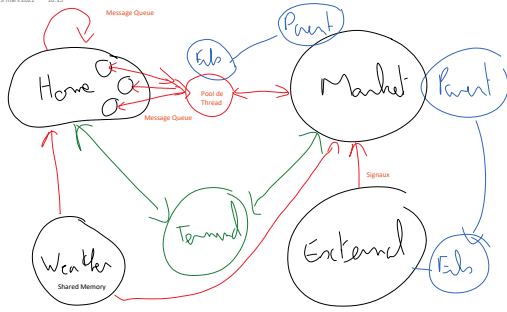 Message Queue
Parent
Fils
Home
Pool de
Thread
Market
Parent
Message Queue
Signaux
Terminal
External
Fils
Weather
Shared Memory